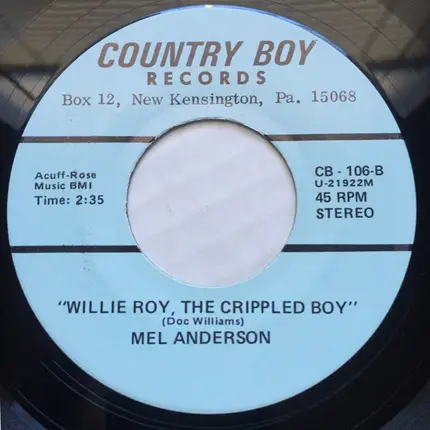 COUNTRY BOY
RECORDS
Box 12, New Kensington, Pa. 15068
Acuff-Rose
Music BMI
Time: 2:35
CB - 106-B
U-21922M
45 RPM
STEREO
"WILLIE ROY, THE CRIPPLED BOY"
(Doc Williams)
MEL ANDERSON